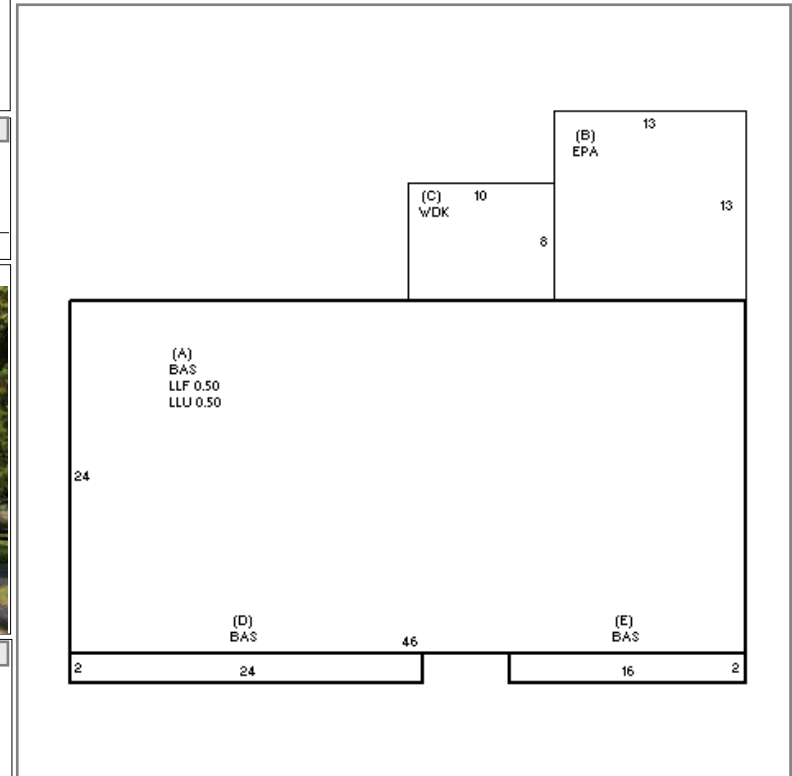 13
(B)
EPA
13
(C) 10
WDK
8
(A)
BAS
LLF 0.50
LLU 0.50
24
(D)
BAS
(E)
BAS
46
2
24
16
2